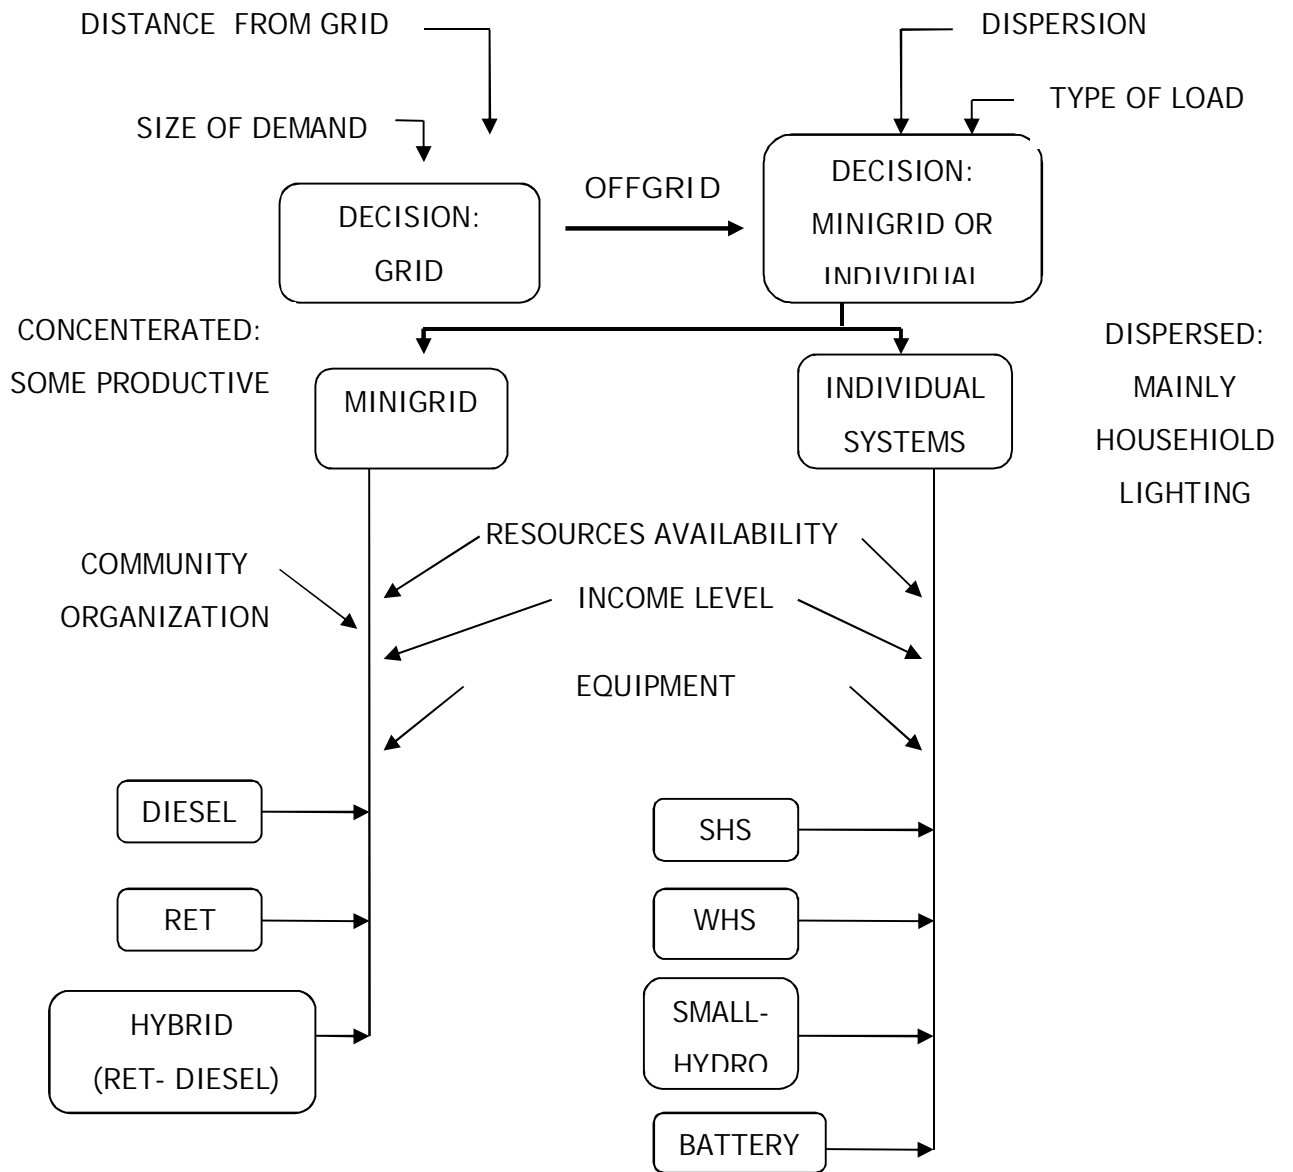 DISTANCE FROM GRID
DISPERSION
TYPE OF LOAD
SIZE OF DEMAND
DECISION:
GRID
OFFGRID
DECISION:
MINIGRID OR
INDIVIDUAL
CONCENTERATED:
SOME PRODUCTIVE
MINIGRID
INDIVIDUAL
SYSTEMS
DISPERSED:
MAINLY
HOUSEHIOLD
LIGHTING
RESOURCES AVAILABILITY
COMMUNITY
ORGANIZATION
INCOME LEVEL
EQUIPMENT
DIESEL
RET
HYBRID
(RET- DIESEL)
SHS
WHS
SMALL-
HYDRO
BATTERY